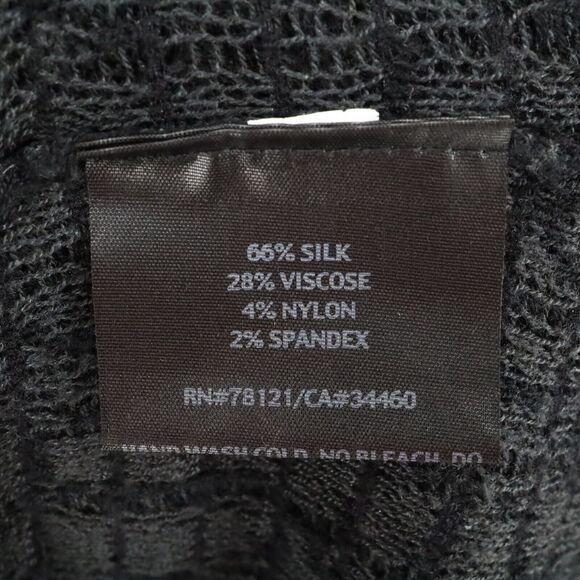 66% SILK
28% VISCOSE
4% NYLON
2% SPANDEX
RN#78121/CA#34460
HAND WASH COLD, NO BLEACH, DO